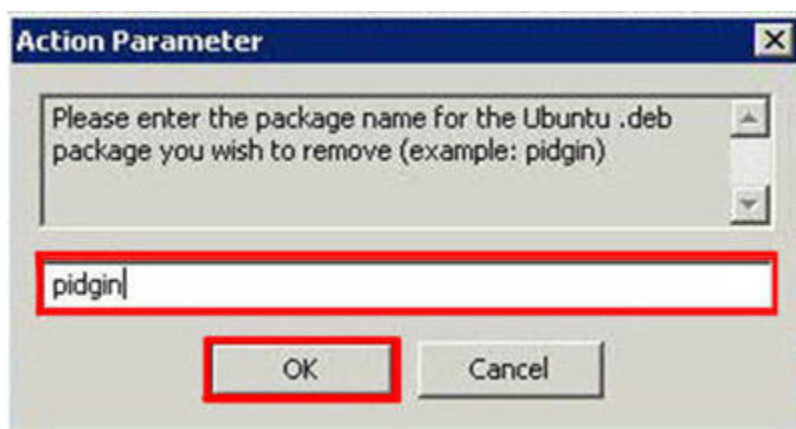 Action Parameter
Please enter the package name for the Ubuntu .deb
package you wish to remove (example: pidgin)
pidgin
OK
Cancel